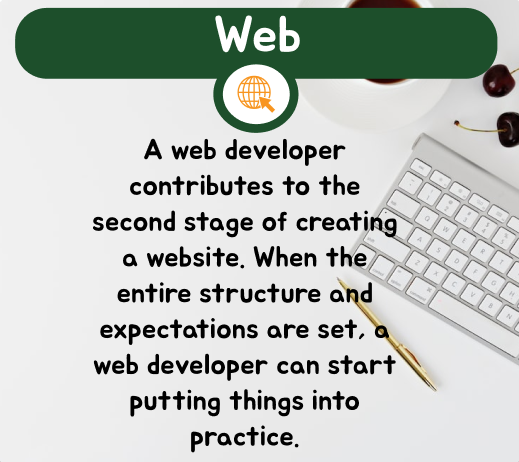 Web
A web developer
contributes to the
second stage of creating
a website. When the
entire structure and
expectations are set, a
web developer can start
putting things into
practice.